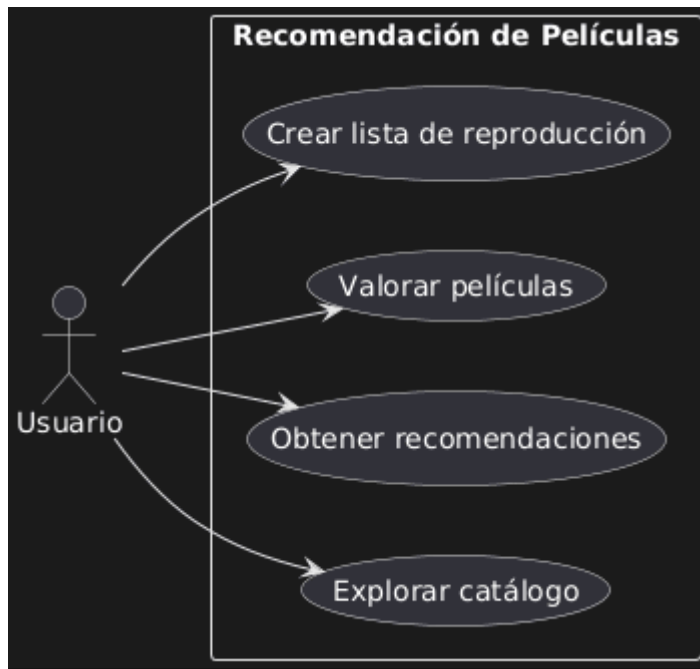 Recomendación de Películas
Crear lista de reproducción
Valorar películas
Obtener recomendaciones
Usuario
Explorar catálogo